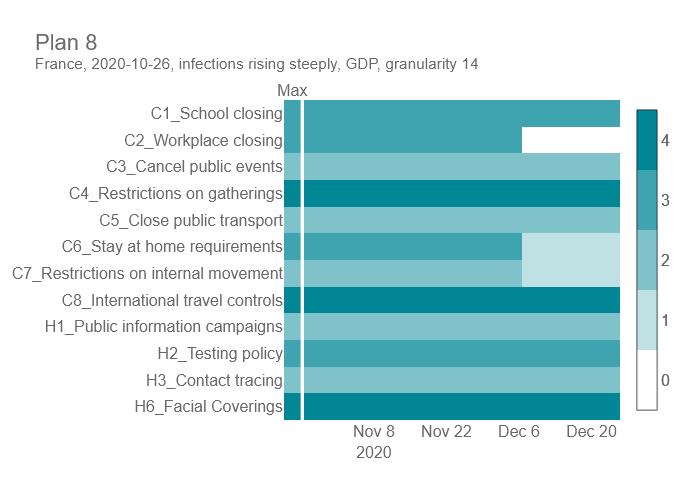 Plan 8
France, 2020-10-26, infections rising steeply, GDP, granularity 14
Max
C1_School closing
C2_Workplace closing
C3_Cancel public events
C4_Restrictions on gatherings
C5_Close public transport
C6_Stay at home requirements
C7_Restrictions on internal movement
C8_International travel controls
H1_Public information campaigns
H2_Testing policy
H3_Contact tracing
H6_Facial Coverings
4
3
2
1
0
Nov 8 Nov 22 Dec 6 Dec 20
2020